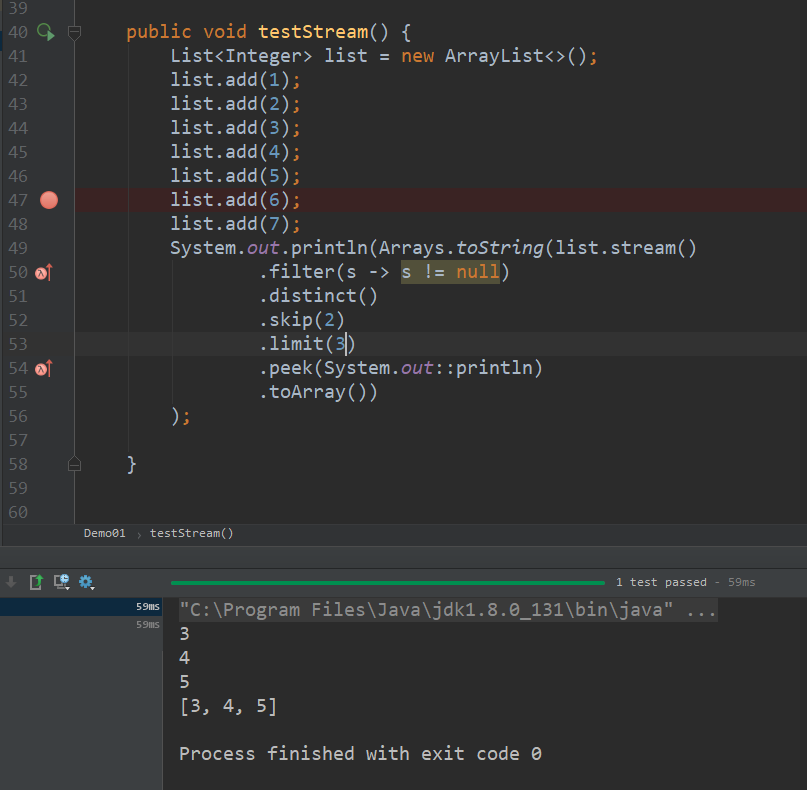 39
40 public void testStream() {
41 List<Integer> list = new ArrayList<>();
42 list.add(1);
43 list.add(2);
44 list.add(3);
45 list.add(4);
46 list.add(5);
47 list.add(6);
48 list.add(7);
49 System.out.println(Arrays.toString(list.stream()
50 .filter(s -> s != null)
51 .distinct()
52 .skip(2)
53 .limit(3)
54 .peek(System.out::println)
55 .toArray())
56 );
57
58 }
59
60
Demo01 › testStream()
1 test passed - 59ms
59ms
59ms
"C:\Program Files\Java\jdk1.8.0_131\bin\java" ...
3
4
5
[3, 4, 5]
Process finished with exit code 0